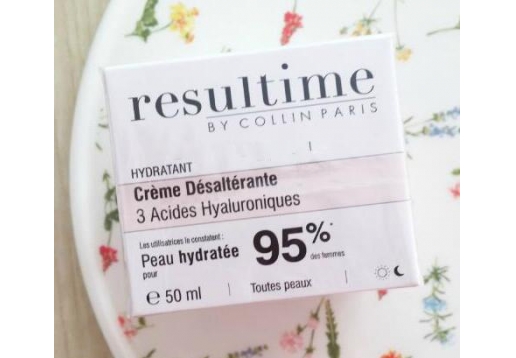 resultime
BY COLLIN PARIS
HYDRATANT
Crème Désaltérante
3 Acides Hyaluroniques
Les utilisatrices le constatent :
Peau hydratée 95%*
pour des femmes
℮ 50 ml | Toutes peaux |